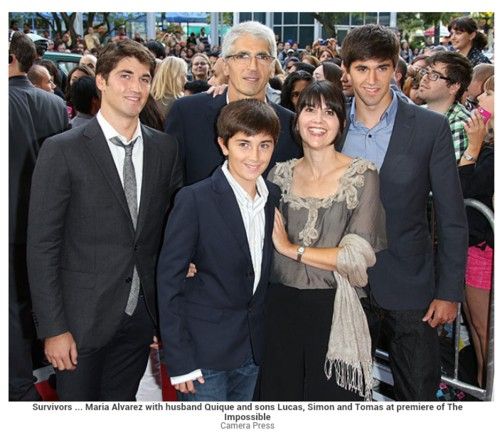 Survivors ... Maria Alvarez with husband Quique and sons Lucas, Simon and Tomas at premiere of The
Impossible
Camera Press